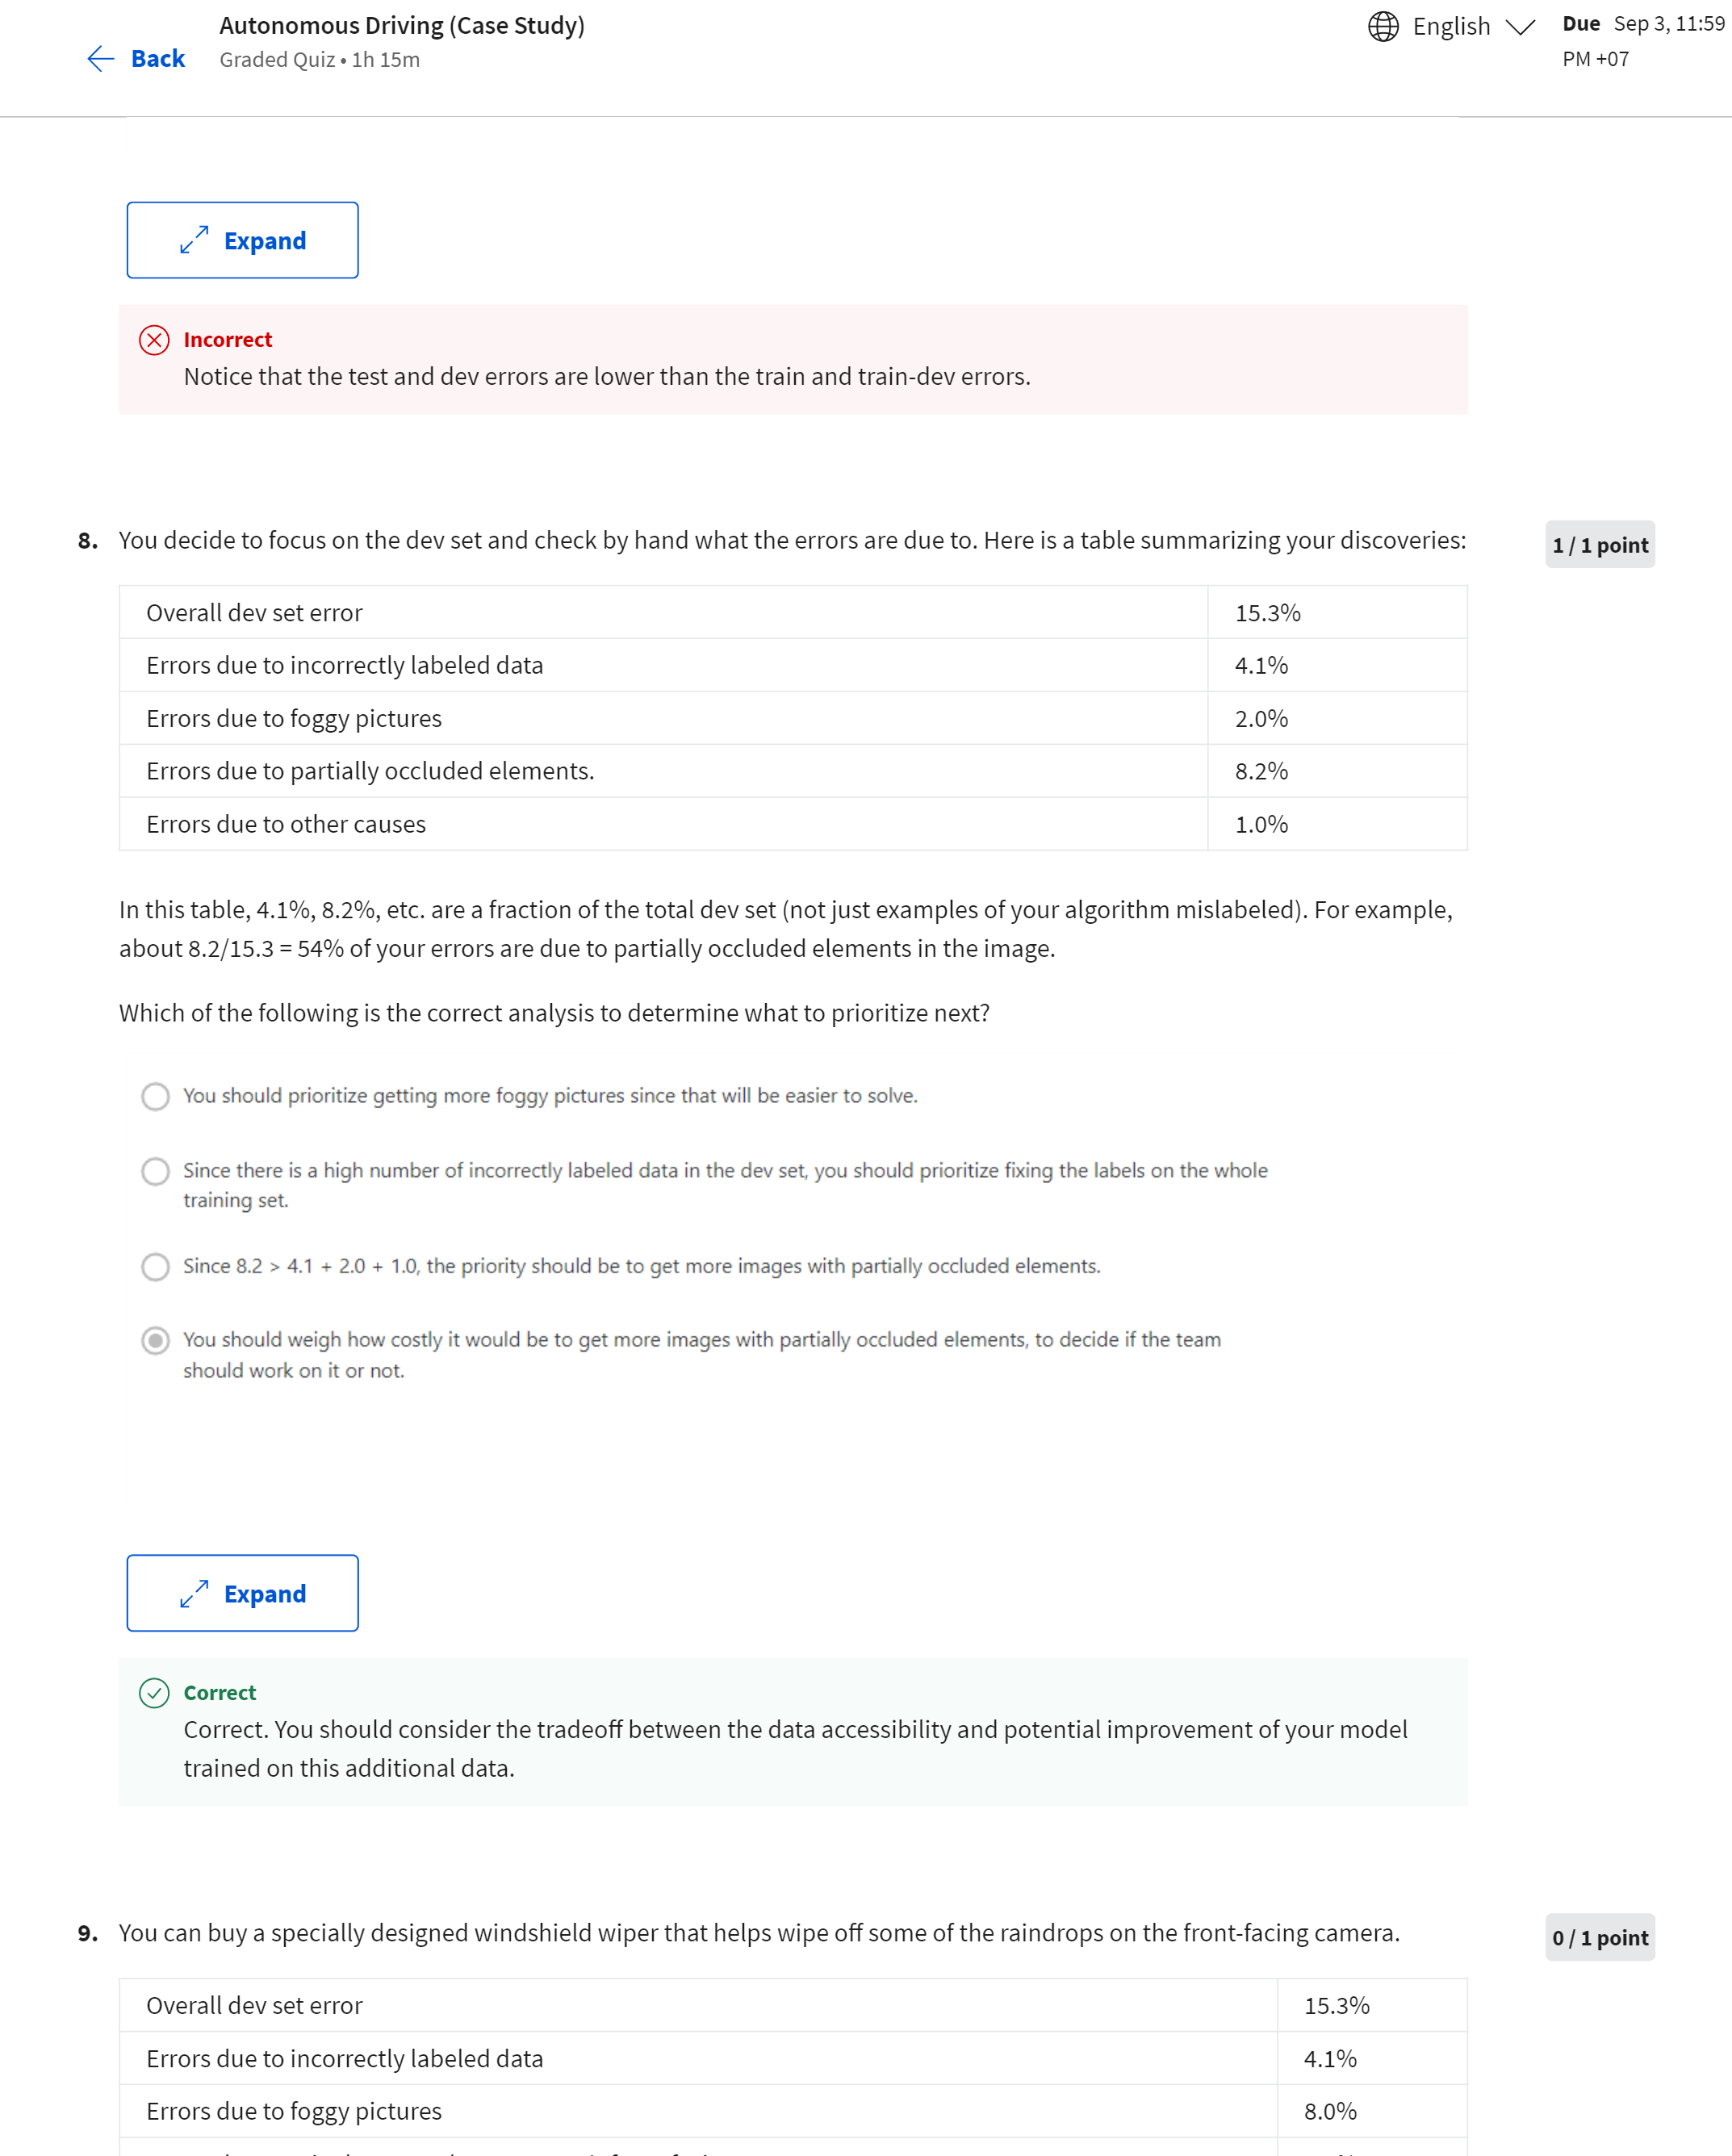 Autonomous Driving (Case Study)
Back
Graded Quiz • 1h 15m
English
Due Sep 3, 11:59
PM +07
Expand
Incorrect
Notice that the test and dev errors are lower than the train and train-dev errors.
8. You decide to focus on the dev set and check by hand what the errors are due to. Here is a table summarizing your discoveries:
1 / 1 point
Overall dev set error 15.3%
Errors due to incorrectly labeled data 4.1%
Errors due to foggy pictures 2.0%
Errors due to partially occluded elements. 8.2%
Errors due to other causes 1.0%
In this table, 4.1%, 8.2%, etc. are a fraction of the total dev set (not just examples of your algorithm mislabeled). For example,
about 8.2/15.3 = 54% of your errors are due to partially occluded elements in the image.
Which of the following is the correct analysis to determine what to prioritize next?
You should prioritize getting more foggy pictures since that will be easier to solve.
Since there is a high number of incorrectly labeled data in the dev set, you should prioritize fixing the labels on the whole
training set.
Since 8.2 > 4.1 + 2.0 + 1.0, the priority should be to get more images with partially occluded elements.
You should weigh how costly it would be to get more images with partially occluded elements, to decide if the team
should work on it or not.
Expand
Correct
Correct. You should consider the tradeoff between the data accessibility and potential improvement of your model
trained on this additional data.
9. You can buy a specially designed windshield wiper that helps wipe off some of the raindrops on the front-facing camera.
0 / 1 point
Overall dev set error 15.3%
Errors due to incorrectly labeled data 4.1%
Errors due to foggy pictures 8.0%